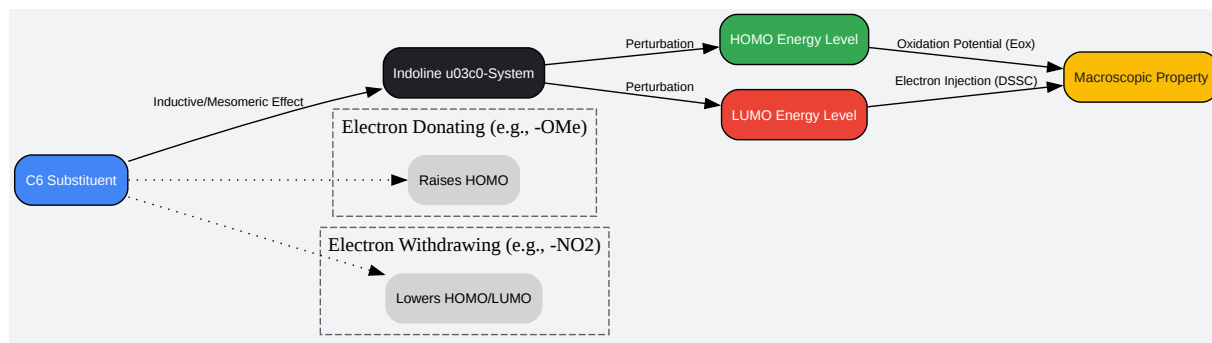 HOMO Energy Level
Perturbation
Oxidation Potential (Eox)
Indoline u03c0-System
Macroscopic Property
Inductive/Mesomeric Effect
Perturbation
Electron Injection (DSSC)
LUMO Energy Level
Electron Donating (e.g., -OMe)
C6 Substituent
Raises HOMO
Electron Withdrawing (e.g., -NO2)
Lowers HOMO/LUMO